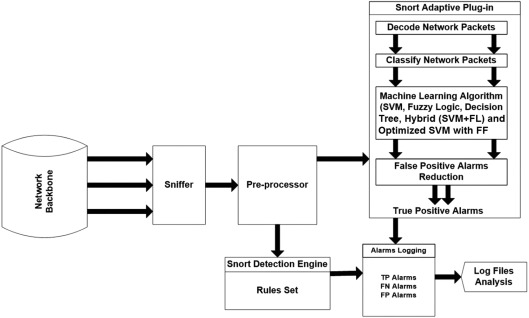 Snort Adaptive Plug-in
Decode Network Packets
Classify Network Packets
Machine Learning Algorithm
(SVM, Fuzzy Logic, Decision
Tree, Hybrid (SVM+FL) and
Optimized SVM with FF
False Positive Alarms
Reduction
True Positive Alarms
Network
Backbone
Sniffer
Pre-processor
Snort Detection Engine
Rules Set
Alarms Logging
TP Alarms
FN Alarms
FP Alarms
Log Files
Analysis